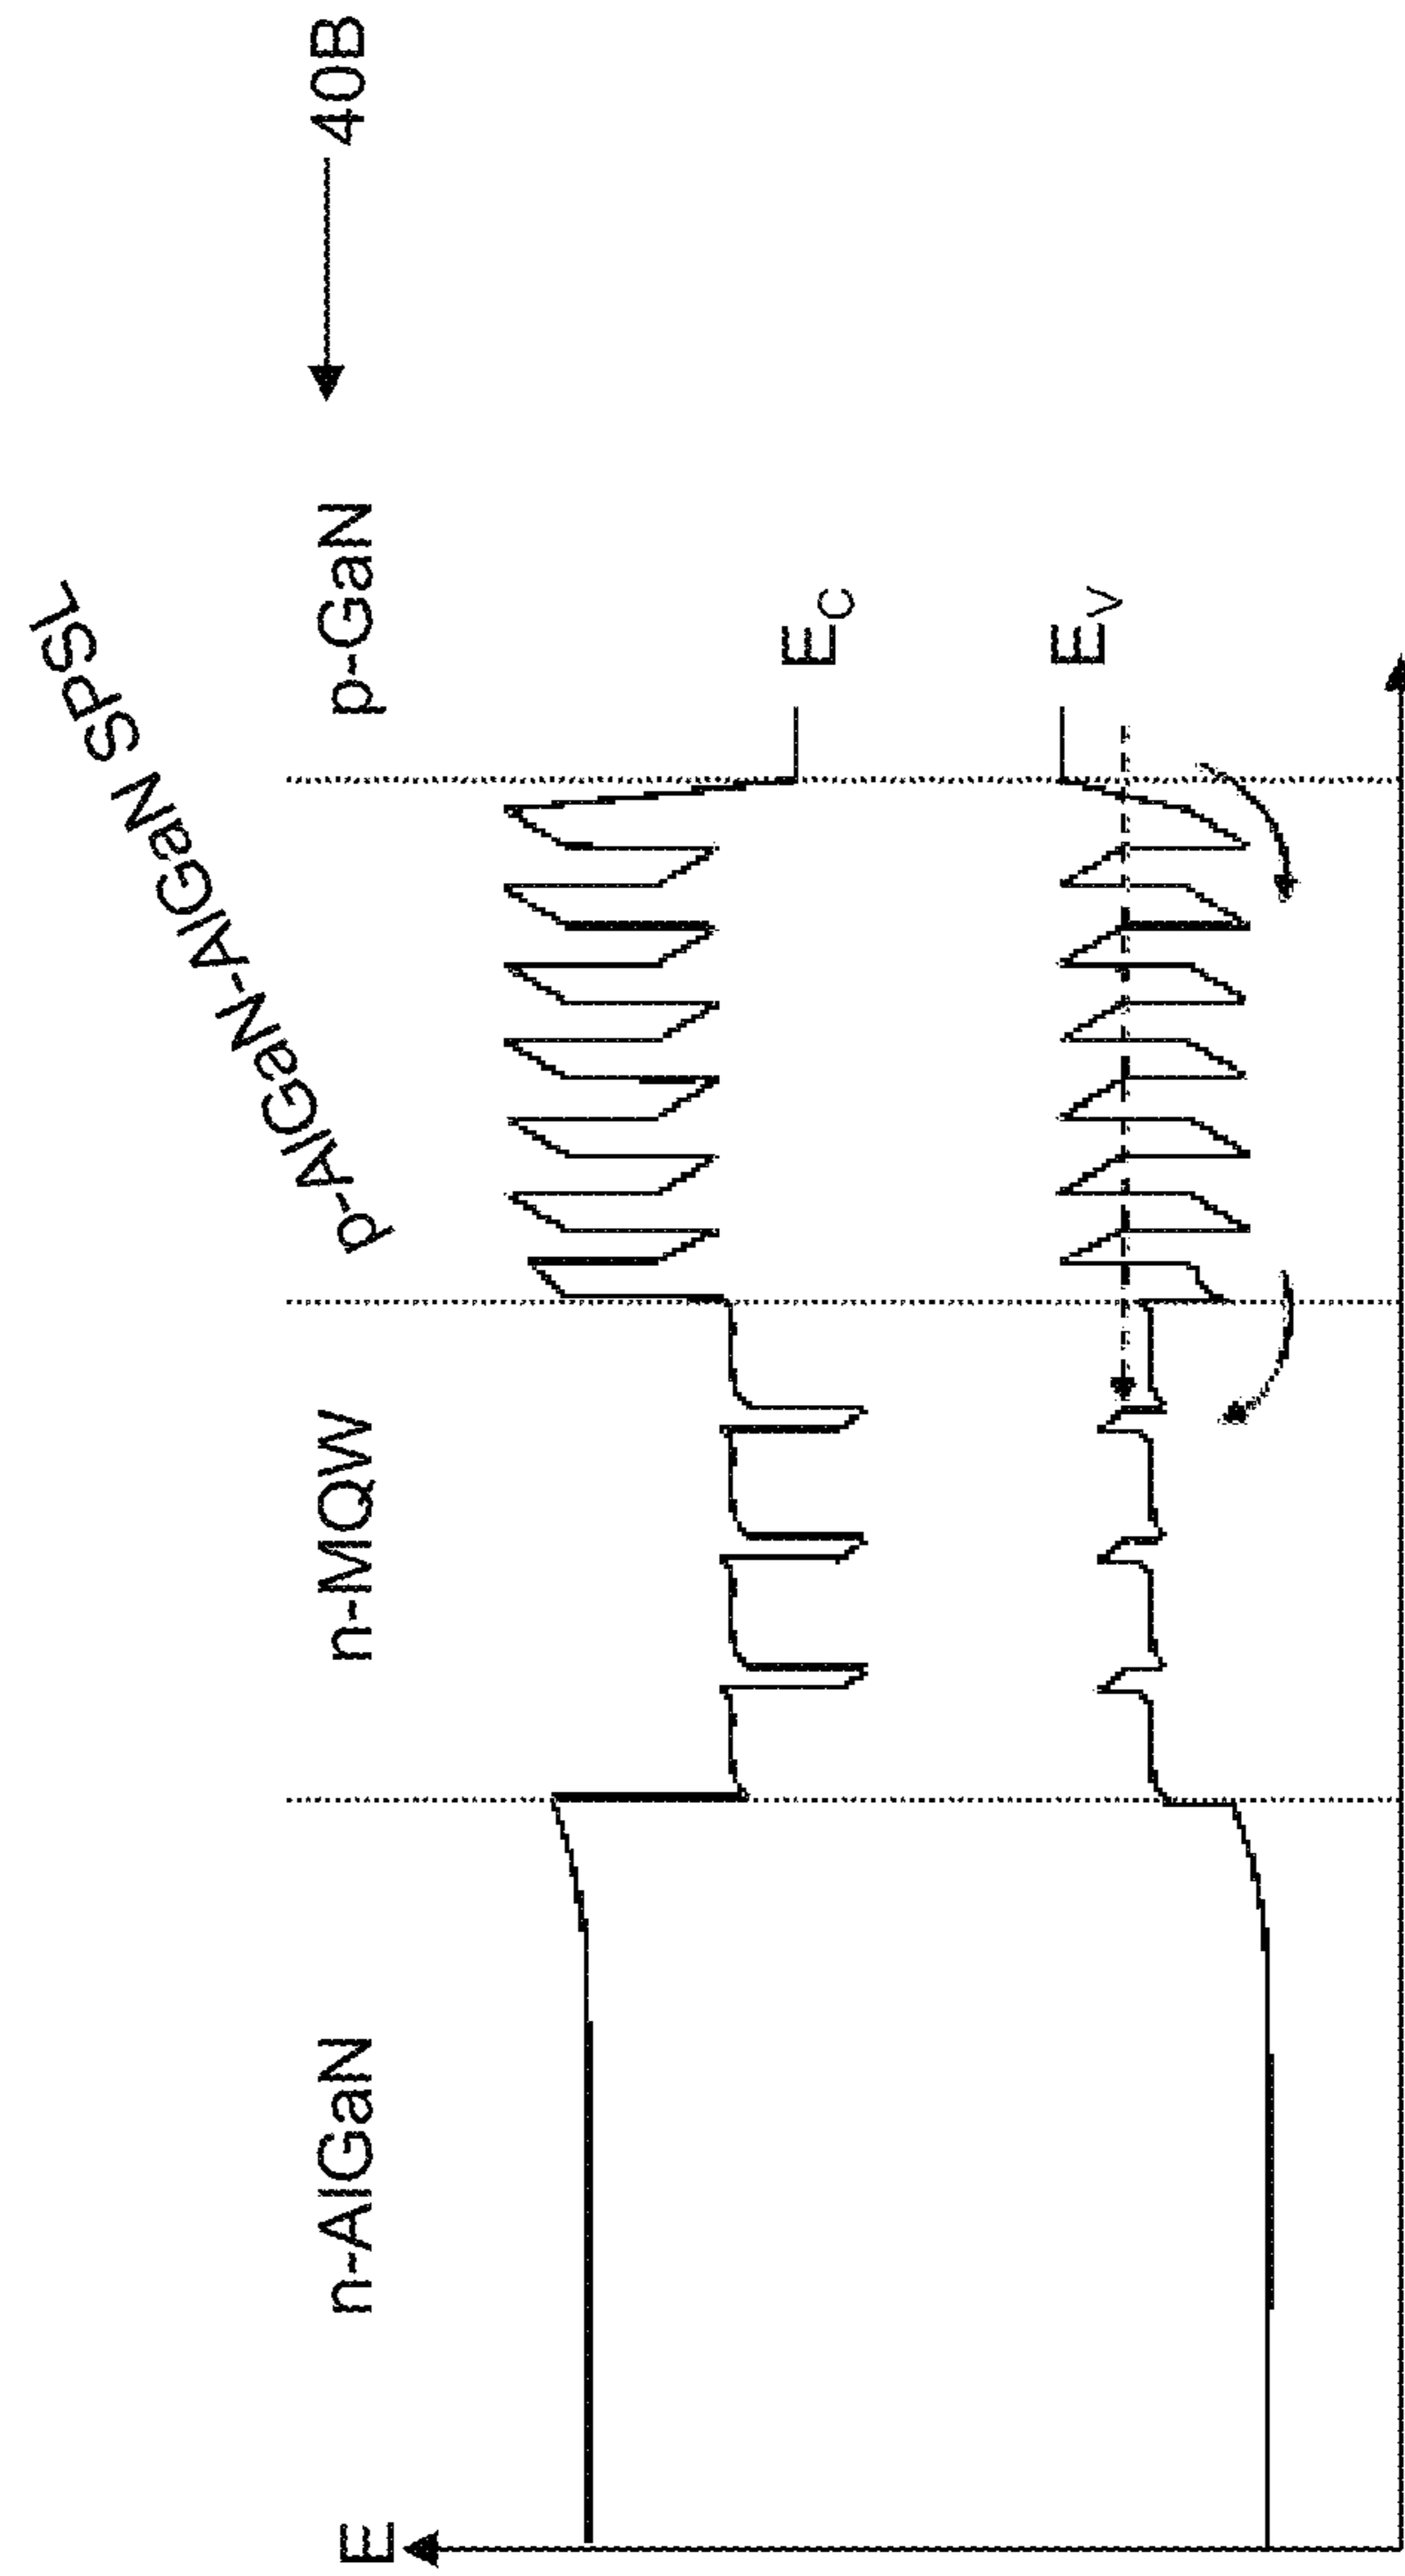 40B
E
n-AlGaN
n-MQW
p-AlGaN-AlGaN SPSL
p-GaN
E_C
E_V